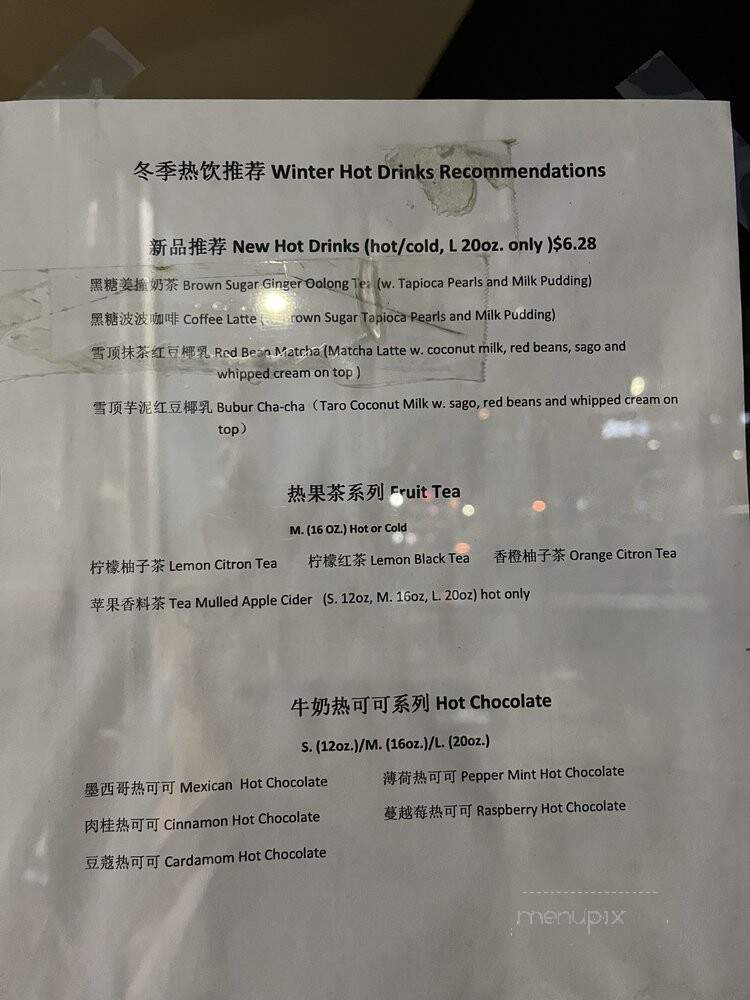 冬季热饮推荐 Winter Hot Drinks Recommendations
新品推荐 New Hot Drinks (hot/cold, L 20oz. only )$6.28
黑糖姜撞奶茶 Brown Sugar Ginger Oolong Tea (w. Tapioca Pearls and Milk Pudding)
黑糖波波咖啡 Coffee Latte (w. Brown Sugar Tapioca Pearls and Milk Pudding)
雪顶抹茶红豆椰乳 Red Bean Matcha (Matcha Latte w. coconut milk, red beans, sago and
whipped cream on top )
雪顶芋泥红豆椰乳 Bubur Cha-cha（Taro Coconut Milk w. sago, red beans and whipped cream on
top）
热果茶系列 Fruit Tea
M. (16 OZ.) Hot or Cold
柠檬柚子茶 Lemon Citron Tea 柠檬红茶 Lemon Black Tea 香橙柚子茶 Orange Citron Tea
苹果香料茶 Tea Mulled Apple Cider (S. 12oz, M. 16oz, L. 20oz) hot only
牛奶热可可系列 Hot Chocolate
S. (12oz.)/M. (16oz.)/L. (20oz.)
墨西哥热可可 Mexican Hot Chocolate 薄荷热可可 Pepper Mint Hot Chocolate
肉桂热可可 Cinnamon Hot Chocolate 蔓越莓热可可 Raspberry Hot Chocolate
豆蔻热可可 Cardamom Hot Chocolate
menupix